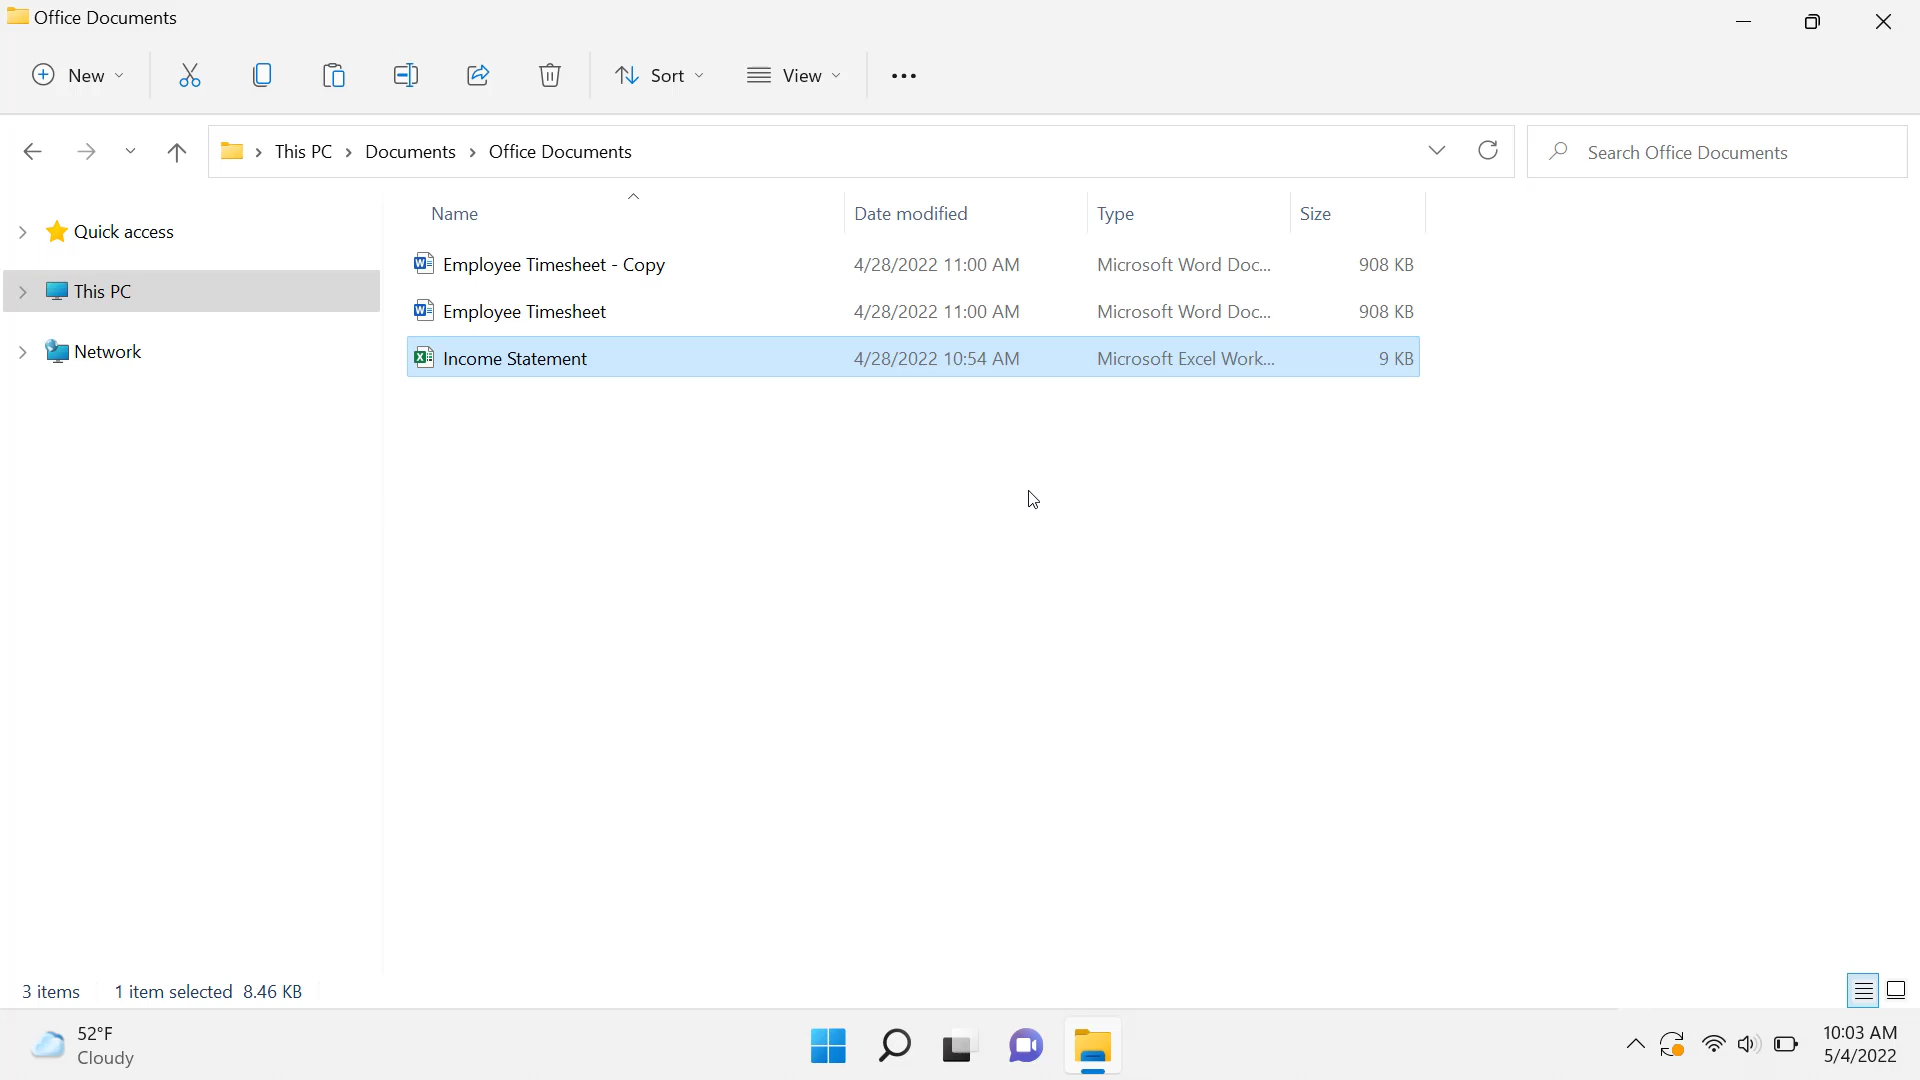 Office Documents
New
Sort
View
This PC > Documents > Office Documents
Search Office Documents
Name Date modified Type Size
Quick access
This PC
Network
Employee Timesheet - Copy 4/28/2022 11:00 AM Microsoft Word Doc... 908 KB
Employee Timesheet 4/28/2022 11:00 AM Microsoft Word Doc... 908 KB
Income Statement 4/28/2022 10:54 AM Microsoft Excel Work... 9 KB
3 items 1 item selected 8.46 KB
52°F
Cloudy
10:03 AM
5/4/2022